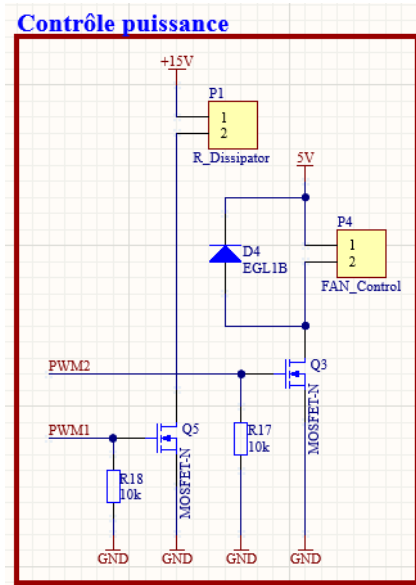 Contrôle puissance
+15V
P1
1
2
R_Dissipator
5V
P4
1
2
FAN_Control
D4
EGL1B
PWM2
Q3
MOSFET-N
PWM1
Q5
MOSFET-N
R17
10k
R18
10k
GND
GND
GND
GND